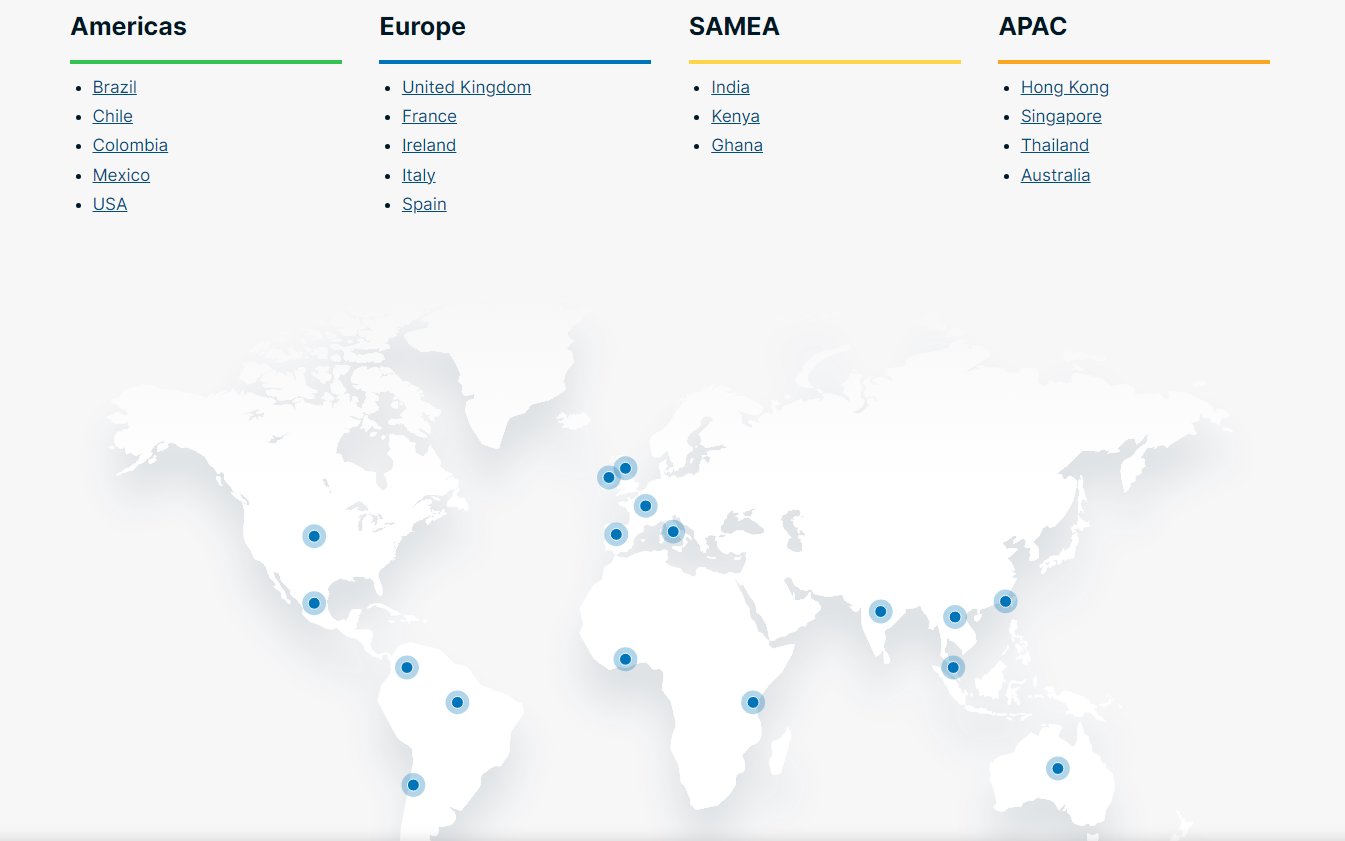 Americas
Brazil
Chile
Colombia
Mexico
USA
Europe
United Kingdom
France
Ireland
Italy
Spain
SAMEA
India
Kenya
Ghana
APAC
Hong Kong
Singapore
Thailand
Australia